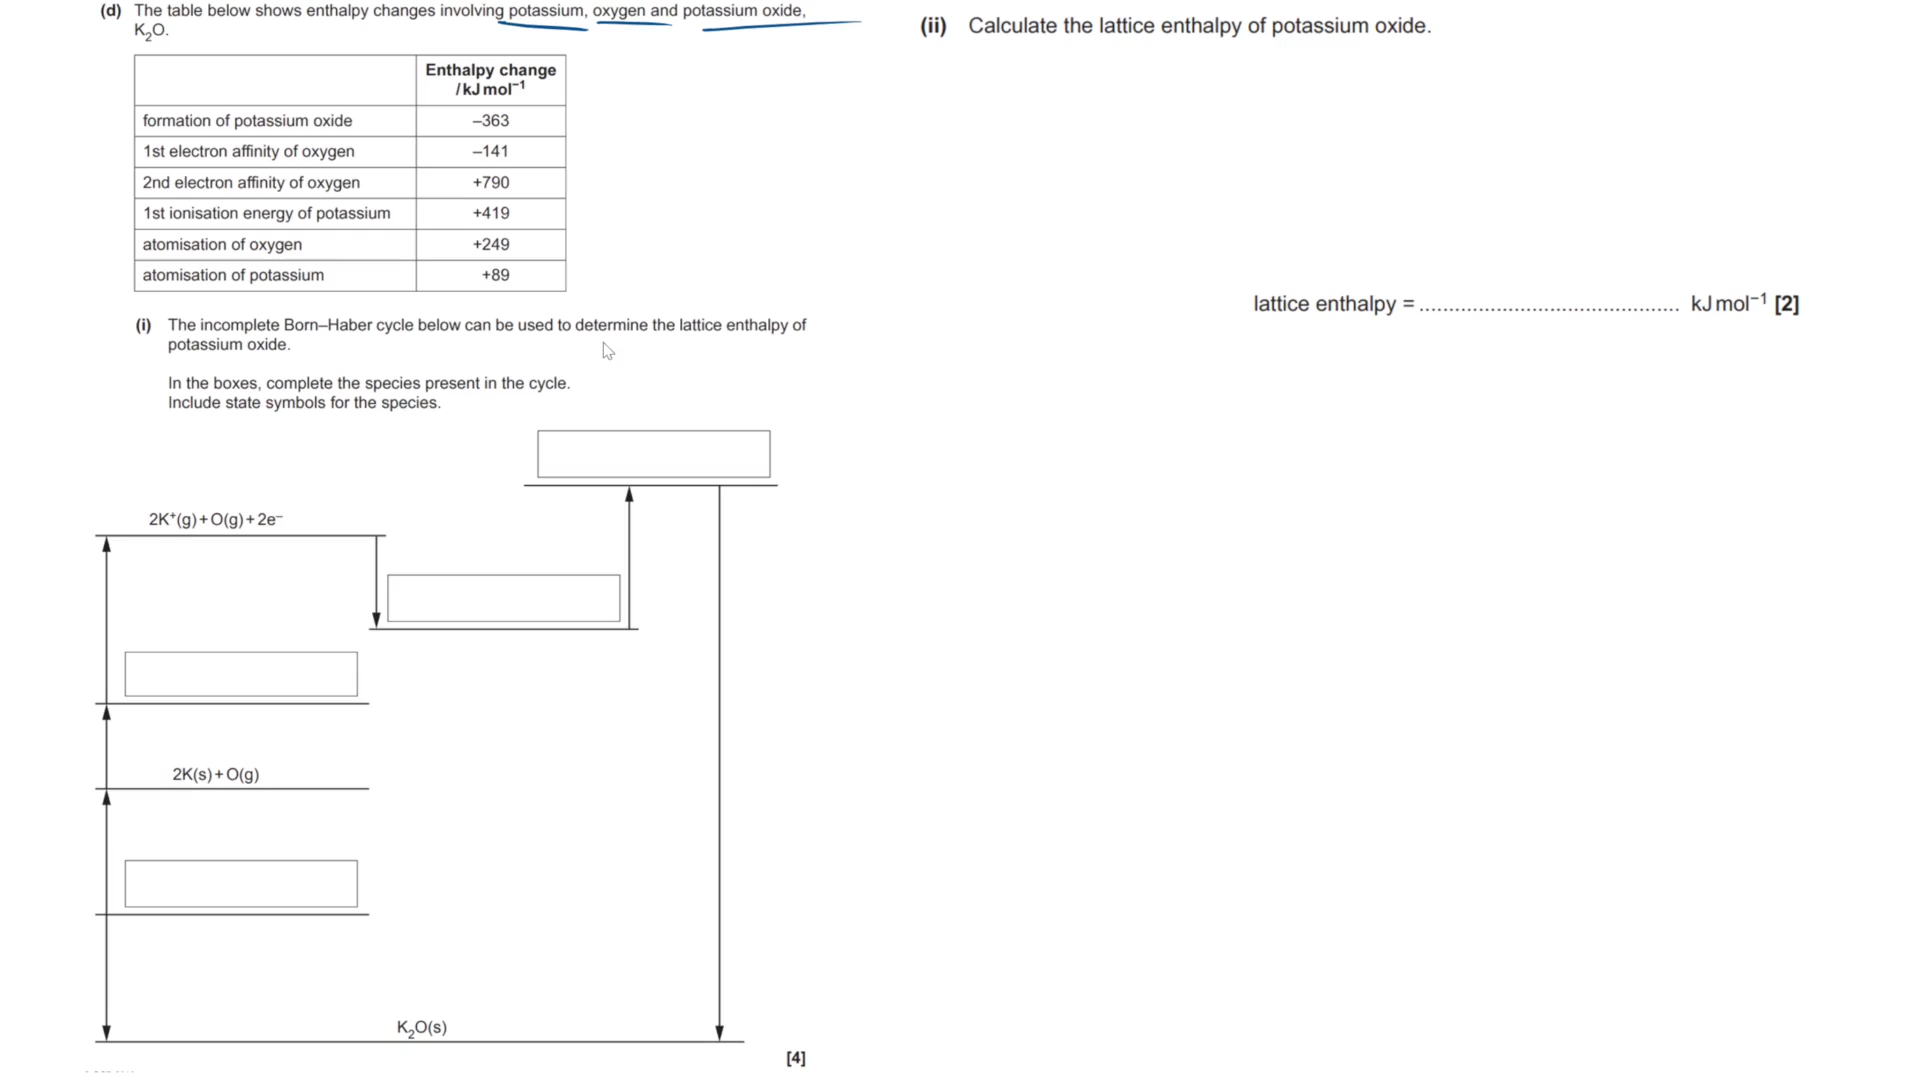 (d) The table below shows enthalpy changes involving potassium, oxygen and potassium oxide,
K₂O.
Enthalpy change
/ kJ mol⁻¹
formation of potassium oxide –363
1st electron affinity of oxygen –141
2nd electron affinity of oxygen +790
1st ionisation energy of potassium +419
atomisation of oxygen +249
atomisation of potassium +89
(i) The incomplete Born–Haber cycle below can be used to determine the lattice enthalpy of
potassium oxide.
In the boxes, complete the species present in the cycle.
Include state symbols for the species.
2K⁺(g) + O(g) + 2e⁻
2K(s) + O(g)
K₂O(s)
[4]
(ii) Calculate the lattice enthalpy of potassium oxide.
lattice enthalpy = ............................................ kJ mol⁻¹ [2]